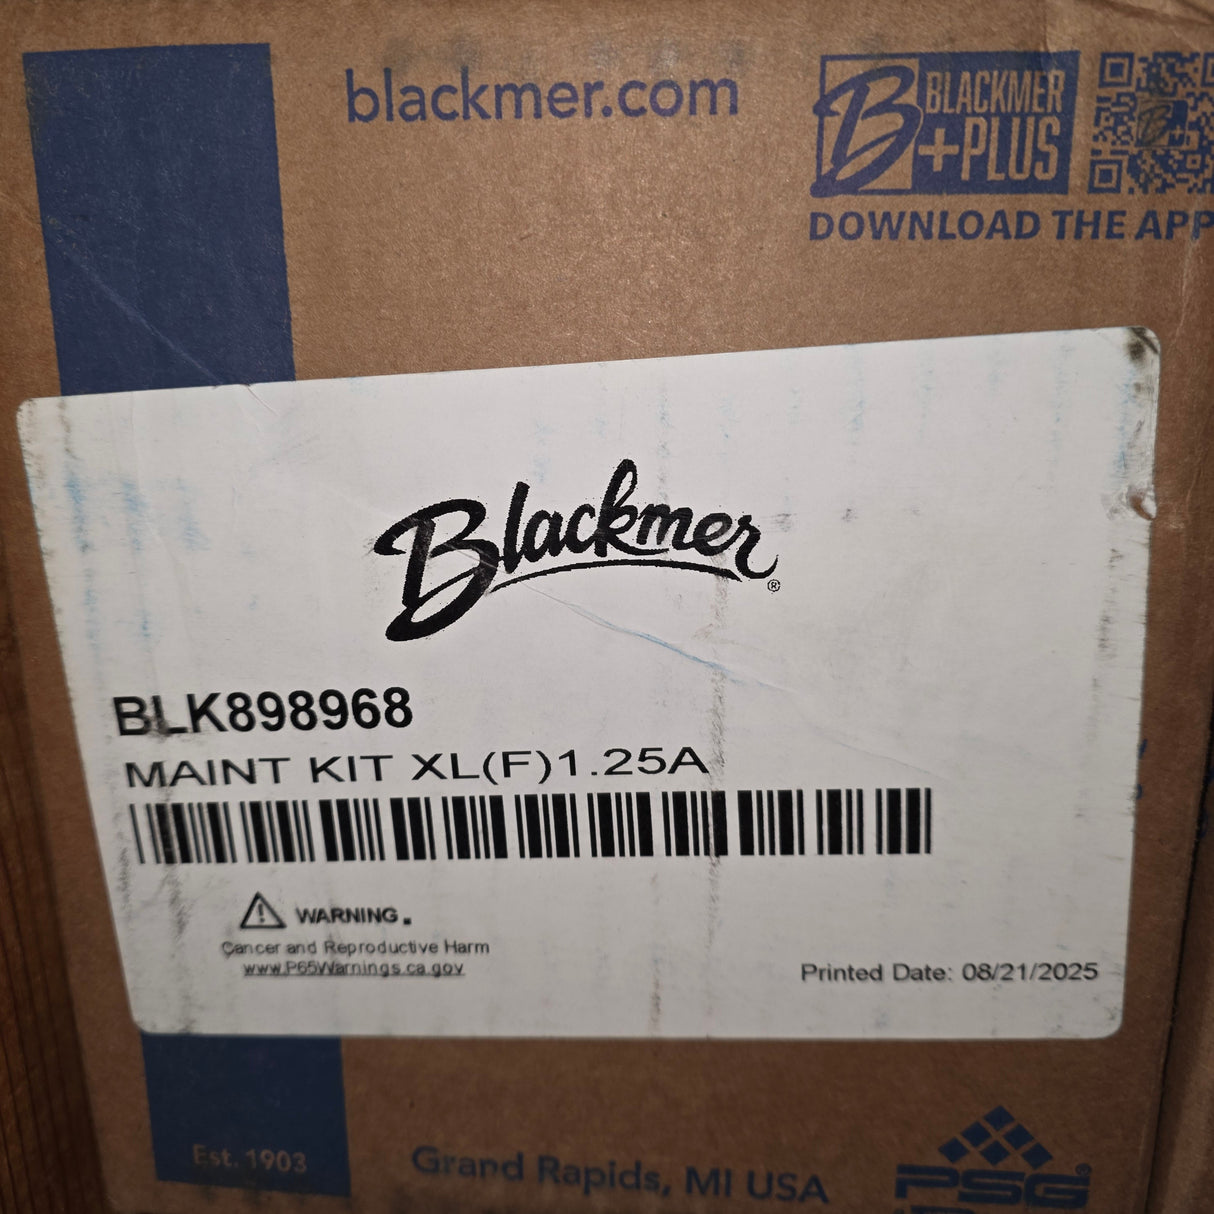 blackmer.com
B BLACKMER
+PLUS
DOWNLOAD THE APP
Blackmer®
BLK898968
MAINT KIT XL(F)1.25A
WARNING.
Cancer and Reproductive Harm
www.P65Warnings.ca.gov
Printed Date: 08/21/2025
Est. 1903
Grand Rapids, MI USA
PSG®